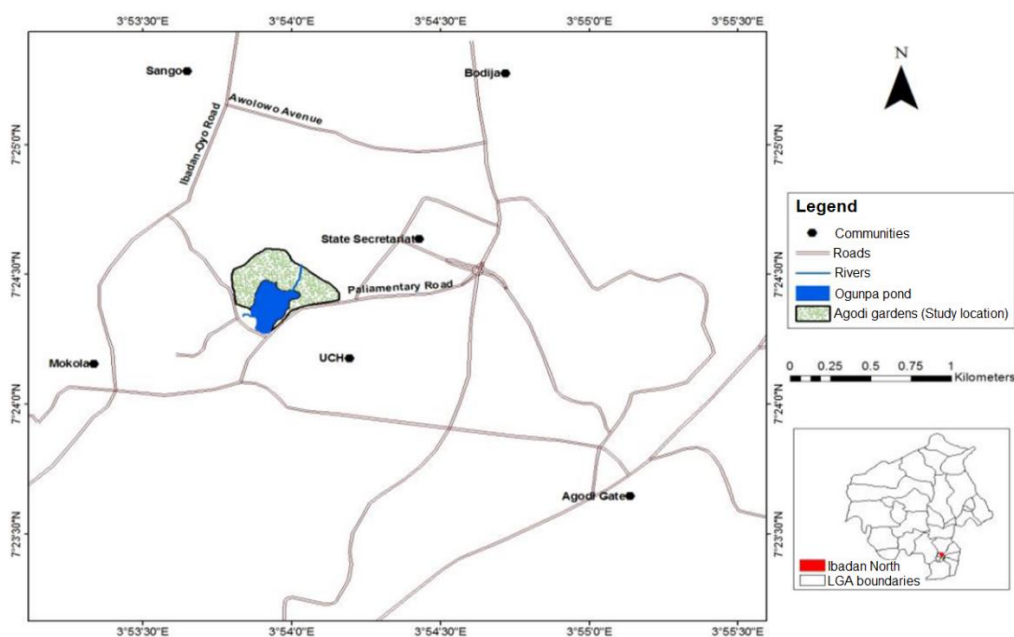 3°53'30"E
3°54'0"E
3°54'30"E
3°55'0"E
3°55'30"E
N
Sango
Bodija
Awolowo Avenue
Ibadan-Oyo Road
7°25'0"N
7°25'0"N
State Secretariat
7°24'30"N
7°24'30"N
Paliamentary Road
Mokola
UCH
7°24'0"N
7°24'0"N
Agodi Gate
7°23'30"N
7°23'30"N
3°53'30"E
3°54'0"E
3°54'30"E
3°55'0"E
3°55'30"E
Legend
Communities
Roads
Rivers
Ogunpa pond
Agodi gardens (Study location)
0 0.25 0.5 0.75 1
Kilometers
Ibadan North
LGA boundaries